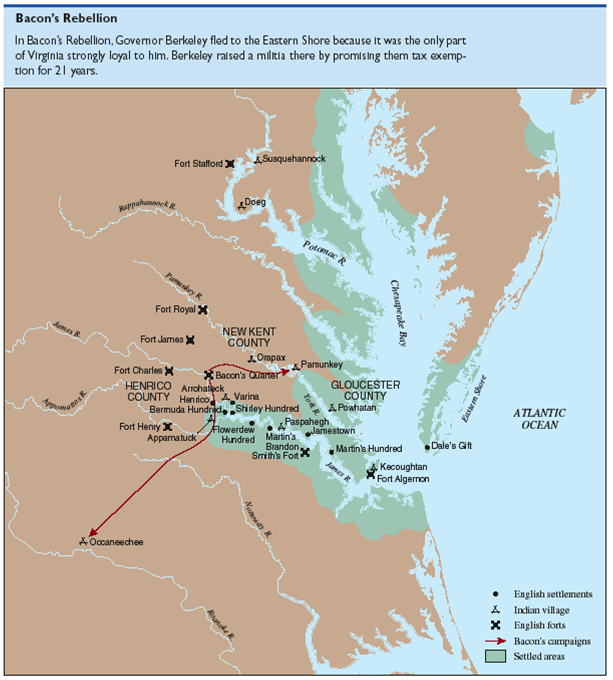 Bacon's Rebellion
In Bacon's Rebellion, Governor Berkeley fled to the Eastern Shore because it was the only part
of Virginia strongly loyal to him. Berkeley raised a militia there by promising them tax exemp-
tion for 21 years.
Fort Stafford
Susquehannock
Doeg
Rappahannock R.
Potomac R.
Chesapeake Bay
Pamunkey R.
Fort Royal
James R.
Fort James
NEW KENT
COUNTY
Orapax
Pamunkey
Fort Charles
Bacon's Quarter
HENRICO
COUNTY
Arrohateck
Henrico
Varina
GLOUCESTER
COUNTY
York R.
Powhatan
Eastern Shore
ATLANTIC
OCEAN
Appomattox R.
Bermuda Hundred
Shirley Hundred
Fort Henry
Appamatuck
Flowerdew
Hundred
Paspahegh
Jamestown
Martin's
Brandon
Smith's Fort
Martin's Hundred
James R.
Dale's Gift
Kecoughtan
Fort Algernon
Nottoway R.
Occaneechee
Roanoke R.
English settlements
Indian village
English forts
Bacon's campaigns
Settled areas